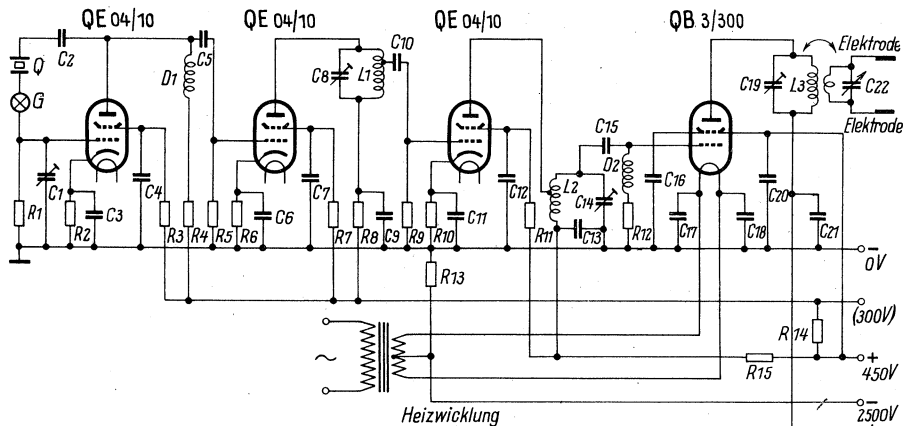 QE 04/10
QE 04/10
QE 04/10
QB 3/300
C2
C5
C10
Elektrode
Q
D1
C8
L1
C19
L3
C22
G
Elektrode
C15
C1
C4
C7
C12
L2
D2
C16
C14
C20
R1
R2
C3
R3
R4
R5
R6
C6
R7
R8
C9
R9
R10
C11
R11
C13
R12
C17
C18
C21
−
0V
R13
(300V)
R14
~
+
R15
450V
−
Heizwicklung
2500V
+